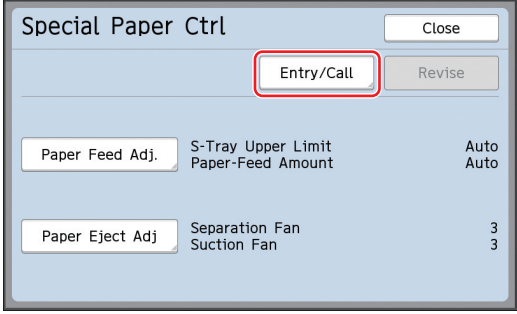 Special Paper Ctrl
Close
Entry/Call
Revise
Paper Feed Adj.
S-Tray Upper Limit Auto
Paper-Feed Amount Auto
Paper Eject Adj
Separation Fan 3
Suction Fan 3